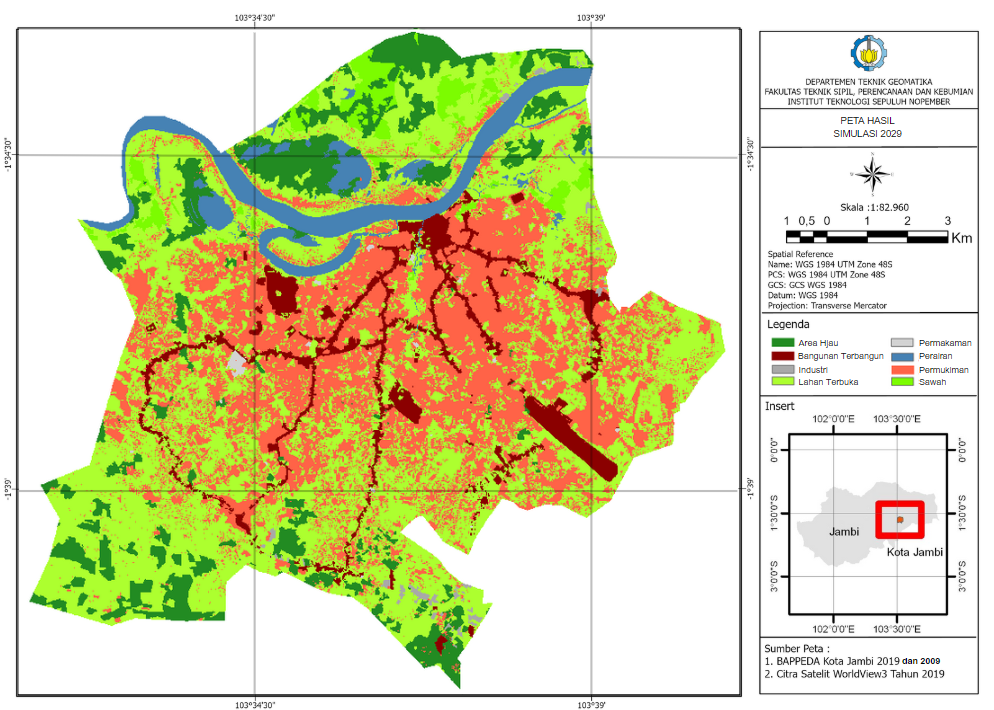 103°34'30"
103°39'
-1°34'30"
-1°34'30"
-1°39'
-1°39'
103°34'30"
103°39'
DEPARTEMEN TEKNIK GEOMATIKA
FAKULTAS TEKNIK SIPIL, PERENCANAAN DAN KEBUMIAN
INSTITUT TEKNOLOGI SEPULUH NOPEMBER
PETA HASIL
SIMULASI 2029
Skala :1:82.960
1 0,5 0 1 2 3
Km
Spatial Reference
Name: WGS 1984 UTM Zone 48S
PCS: WGS 1984 UTM Zone 48S
GCS: GCS WGS 1984
Datum: WGS 1984
Projection: Transverse Mercator
Legenda
Area Hjau
Bangunan Terbangun
Industri
Lahan Terbuka
Permakaman
Perairan
Permukiman
Sawah
Insert
102°0'0"E 103°30'0"E
0°0'0"
0°0'0"
1°30'0"S
1°30'0"S
3°0'0"S
3°0'0"S
Jambi
Kota Jambi
102°0'0"E 103°30'0"E
Sumber Peta :
1. BAPPEDA Kota Jambi 2019 dan 2009
2. Citra Satelit WorldView3 Tahun 2019